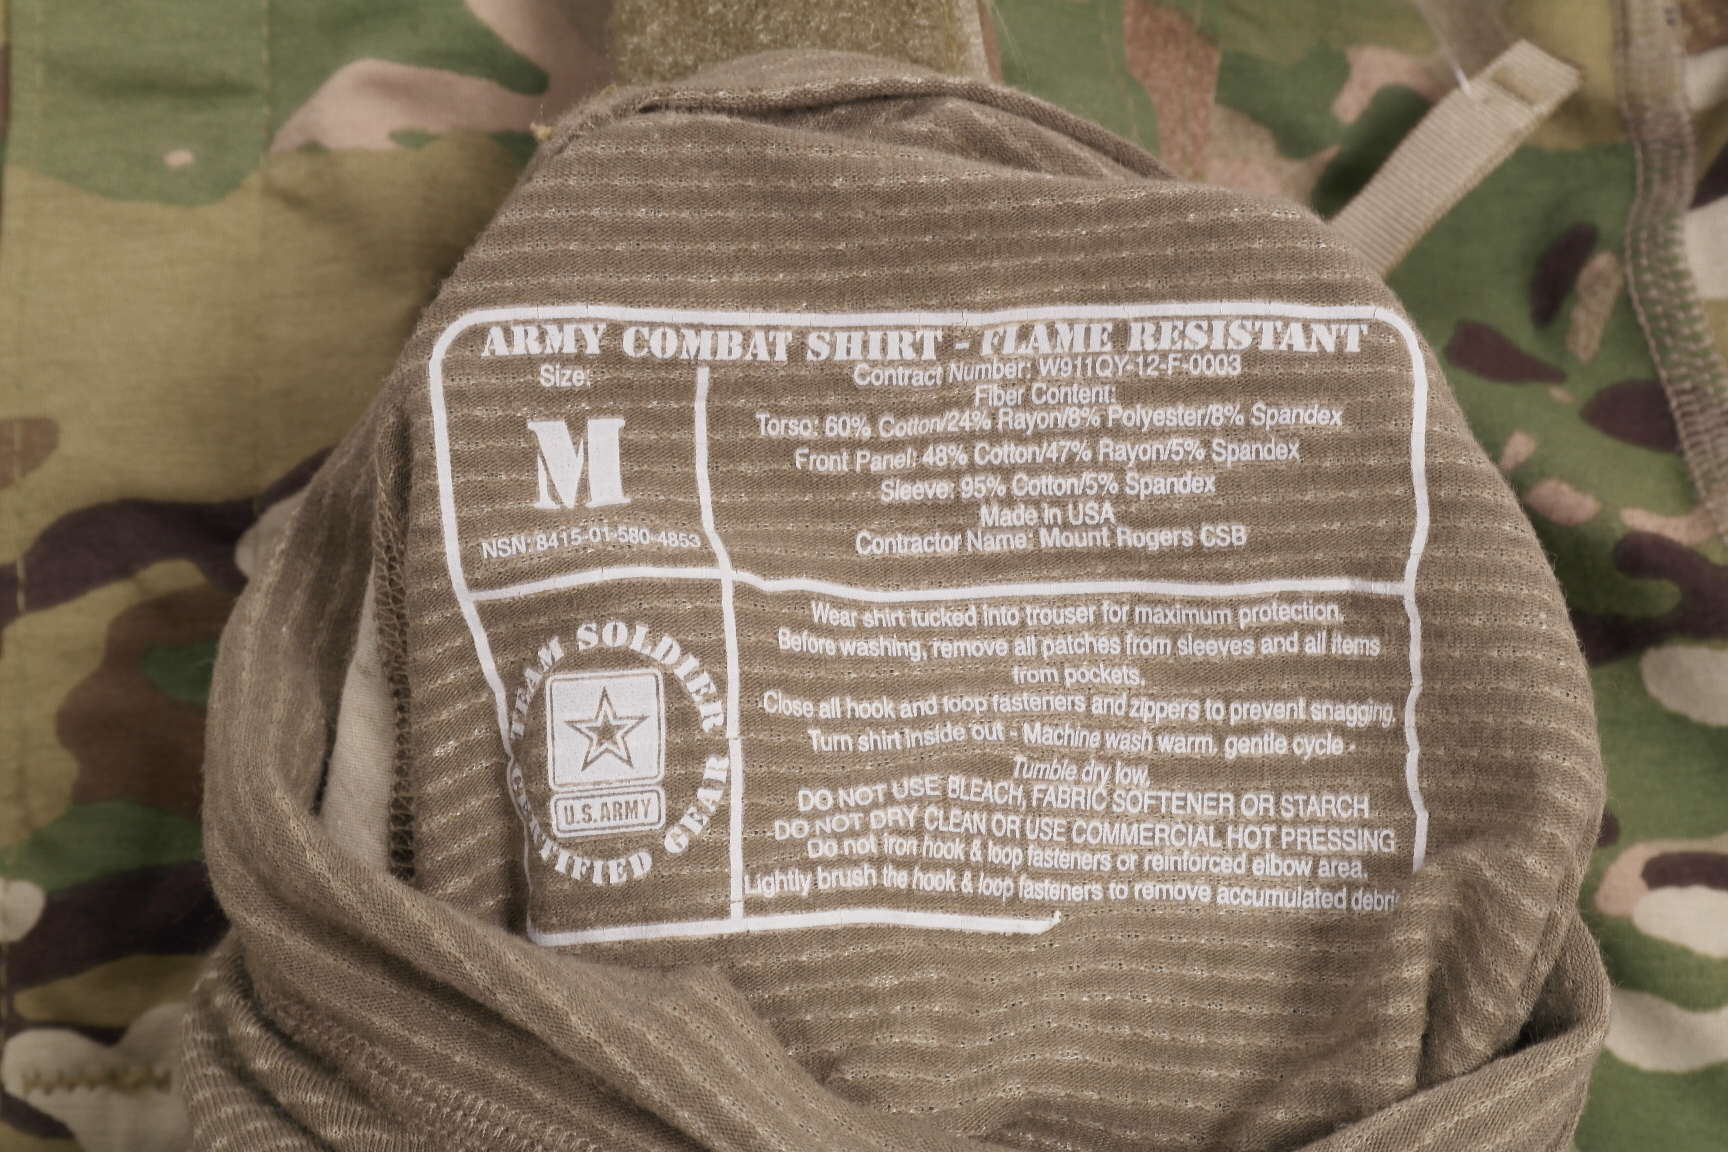 ARMY COMBAT SHIRT - FLAME RESISTANT
Size:
M
NSN: 8415-01-580-4853
Contract Number: W911QY-12-F-0003
Fiber Content:
Torso: 60% Cotton/24% Rayon/8% Polyester/8% Spandex
Front Panel: 48% Cotton/47% Rayon/5% Spandex
Sleeve: 95% Cotton/5% Spandex
Made in USA
Contractor Name: Mount Rogers CSB
TEAM SOLDIER
U.S.ARMY
CERTIFIED GEAR
Wear shirt tucked into trouser for maximum protection.
Before washing, remove all patches from sleeves and all items
from pockets.
Close all hook and loop fasteners and zippers to prevent snagging.
Turn shirt inside out - Machine wash warm, gentle cycle -
Tumble dry low.
DO NOT USE BLEACH, FABRIC SOFTENER OR STARCH
DO NOT DRY CLEAN OR USE COMMERCIAL HOT PRESSING
Do not iron hook & loop fasteners or reinforced elbow area.
Lightly brush the hook & loop fasteners to remove accumulated debri